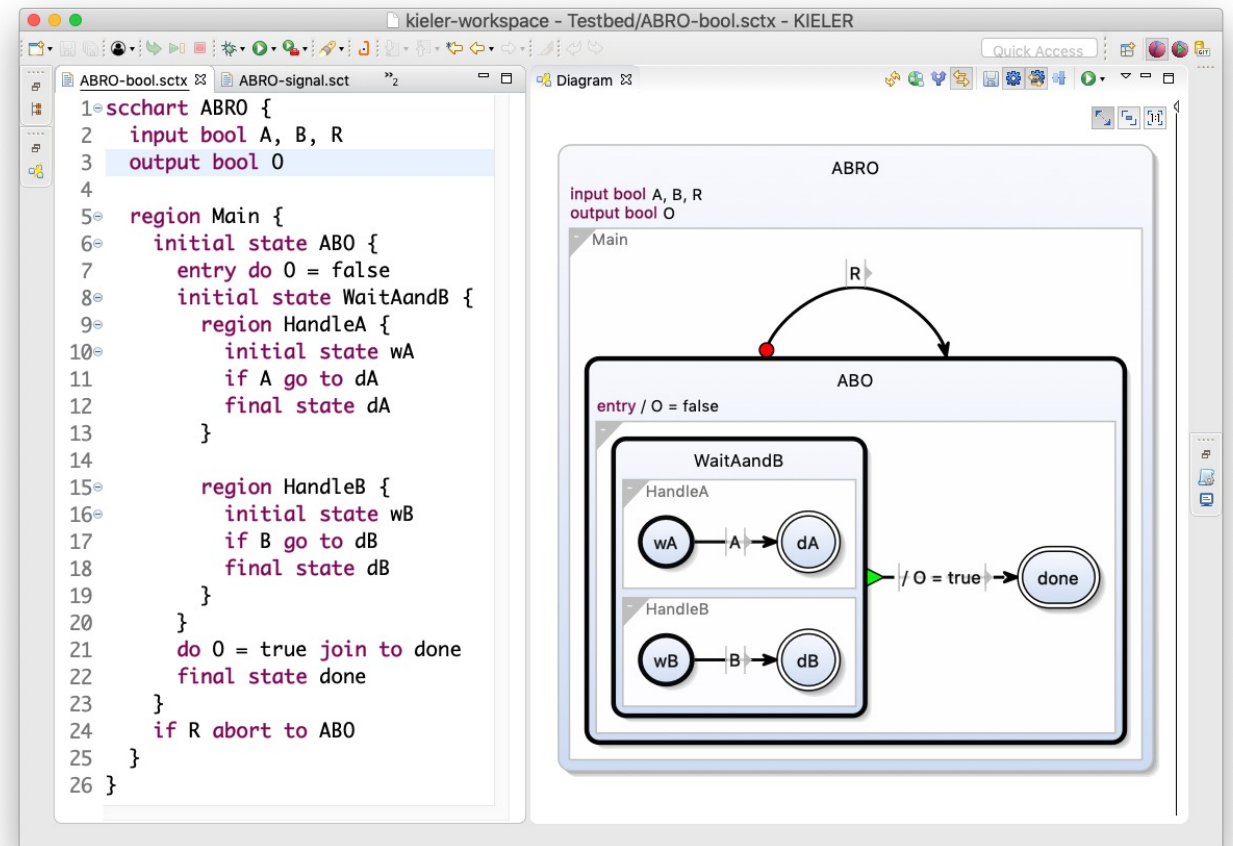 kieler-workspace - Testbed/ABRO-bool.sctx - KIELER
Quick Access
GIT
ABRO-bool.sctx
ABRO-signal.sct
»2
Diagram
1 scchart ABRO {
2 input bool A, B, R
3 output bool O
4
5 region Main {
6 initial state ABO {
7 entry do O = false
8 initial state WaitAandB {
9 region HandleA {
10 initial state wA
11 if A go to dA
12 final state dA
13 }
14
15 region HandleB {
16 initial state wB
17 if B go to dB
18 final state dB
19 }
20 }
21 do O = true join to done
22 final state done
23 }
24 if R abort to ABO
25 }
26 }
ABRO
input bool A, B, R
output bool O
Main
R
ABO
entry / O = false
WaitAandB
HandleA
wA
A
dA
/ O = true
done
HandleB
wB
B
dB